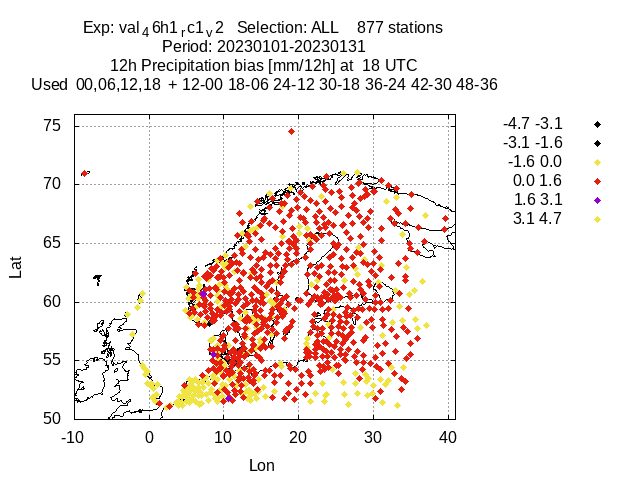 Exp: val46h1rc1v2 Selection: ALL 877 stations
Period: 20230101-20230131
12h Precipitation bias [mm/12h] at 18 UTC
Used 00,06,12,18 + 12-00 18-06 24-12 30-18 36-24 42-30 48-36
75
70
65
60
55
50
Lat
-10 0 10 20 30 40
Lon
-4.7 -3.1
-3.1 -1.6
-1.6 0.0
0.0 1.6
1.6 3.1
3.1 4.7